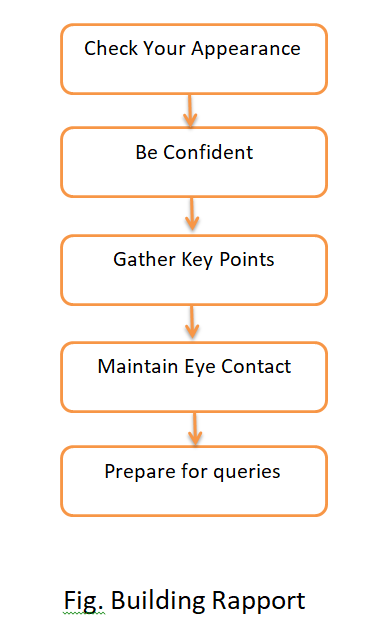 Check Your Appearance
Be Confident
Gather Key Points
Maintain Eye Contact
Prepare for queries
Fig. Building Rapport